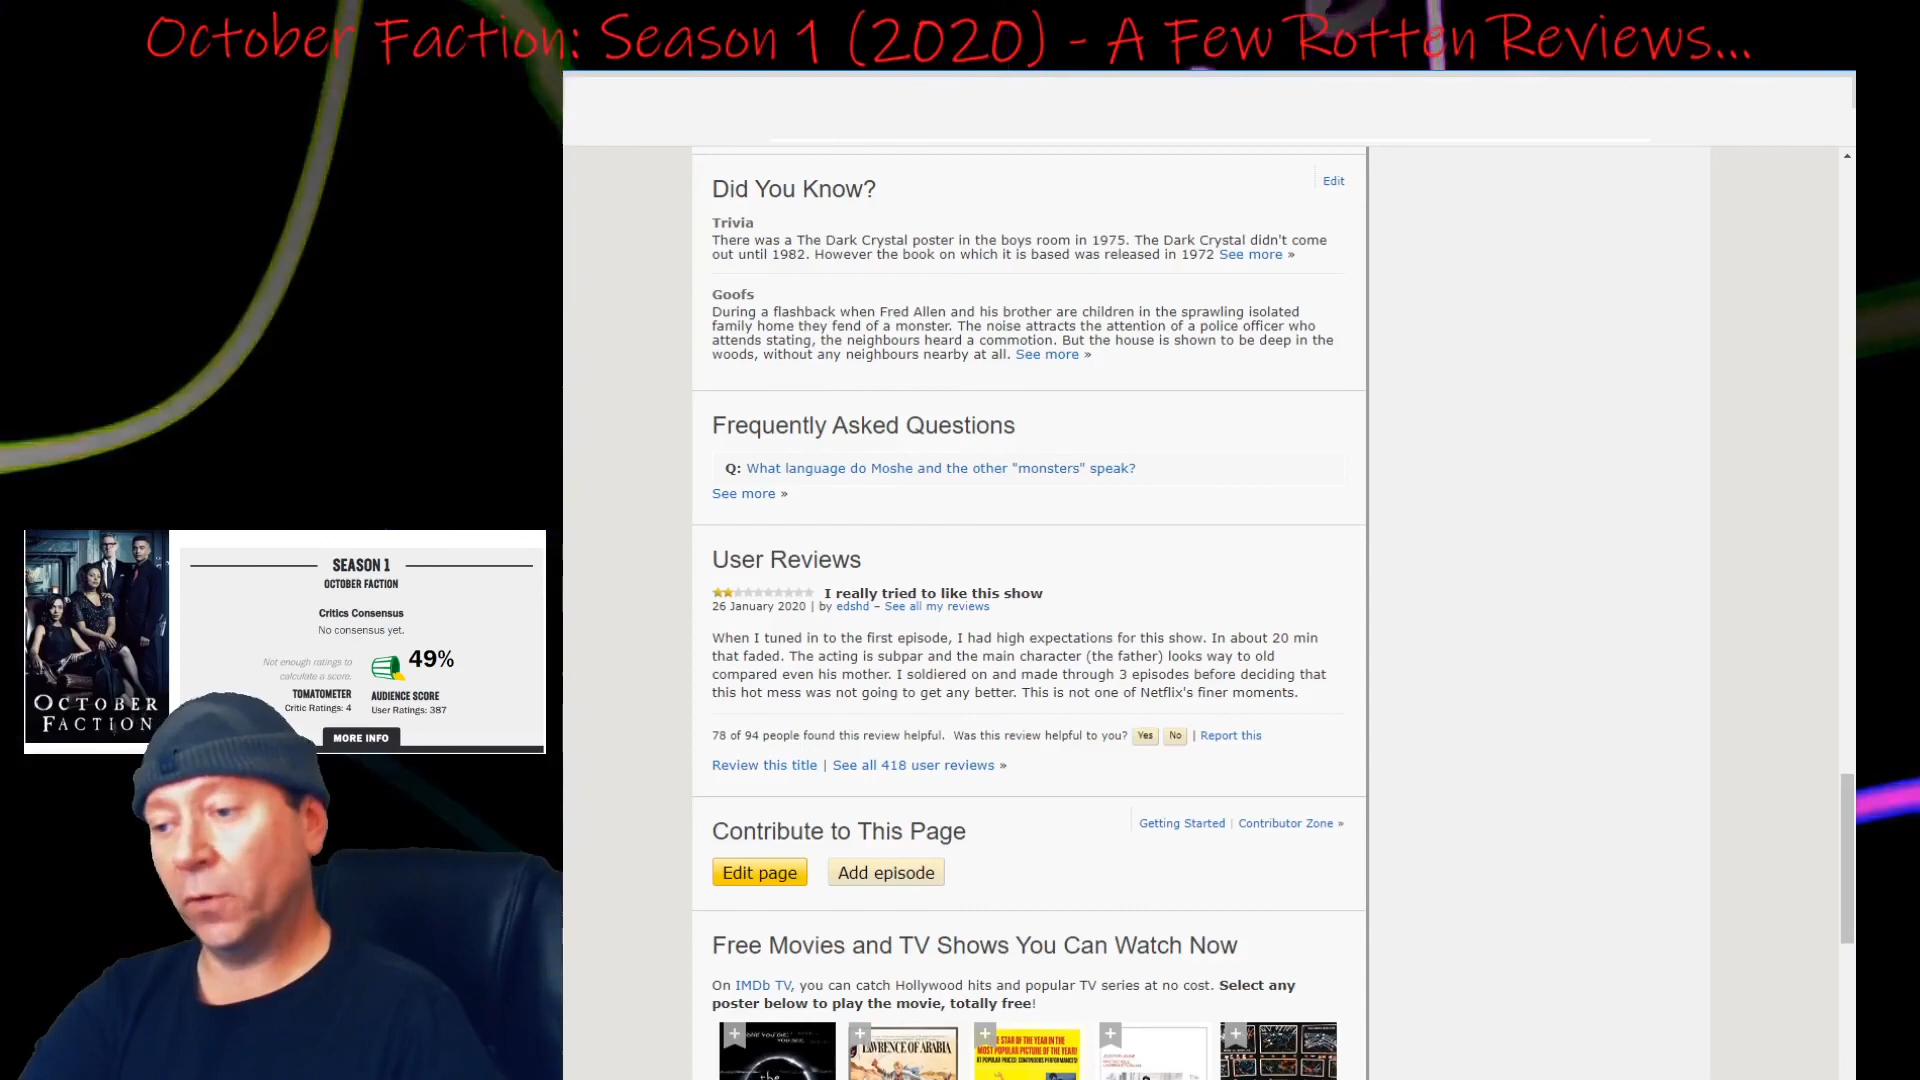 October Faction: Season 1 (2020) - A Few Rotten Reviews...
Did You Know?
Edit
Trivia
There was a The Dark Crystal poster in the boys room in 1975. The Dark Crystal didn't come
out until 1982. However the book on which it is based was released in 1972 See more »
Goofs
During a flashback when Fred Allen and his brother are children in the sprawling isolated
family home they fend of a monster. The noise attracts the attention of a police officer who
attends stating, the neighbours heard a commotion. But the house is shown to be deep in the
woods, without any neighbours nearby at all. See more »
Frequently Asked Questions
Q: What language do Moshe and the other "monsters" speak?
See more »
User Reviews
I really tried to like this show
26 January 2020 | by edshd – See all my reviews
When I tuned in to the first episode, I had high expectations for this show. In about 20 min
that faded. The acting is subpar and the main character (the father) looks way to old
compared even his mother. I soldiered on and made through 3 episodes before deciding that
this hot mess was not going to get any better. This is not one of Netflix's finer moments.
78 of 94 people found this review helpful. Was this review helpful to you? Yes No | Report this
Review this title | See all 418 user reviews »
Contribute to This Page
Getting Started | Contributor Zone »
Edit page
Add episode
Free Movies and TV Shows You Can Watch Now
On IMDb TV, you can catch Hollywood hits and popular TV series at no cost. Select any
poster below to play the movie, totally free!
LAWRENCE OF ARABIA
STAR OF THE YEAR IN THE
MOST POPULAR PICTURE OF THE YEAR!
OCTOBER
FACTION
SEASON 1
OCTOBER FACTION
Critics Consensus
No consensus yet.
Not enough ratings to
calculate a score.
TOMATOMETER
Critic Ratings: 4
49%
AUDIENCE SCORE
User Ratings: 387
MORE INFO